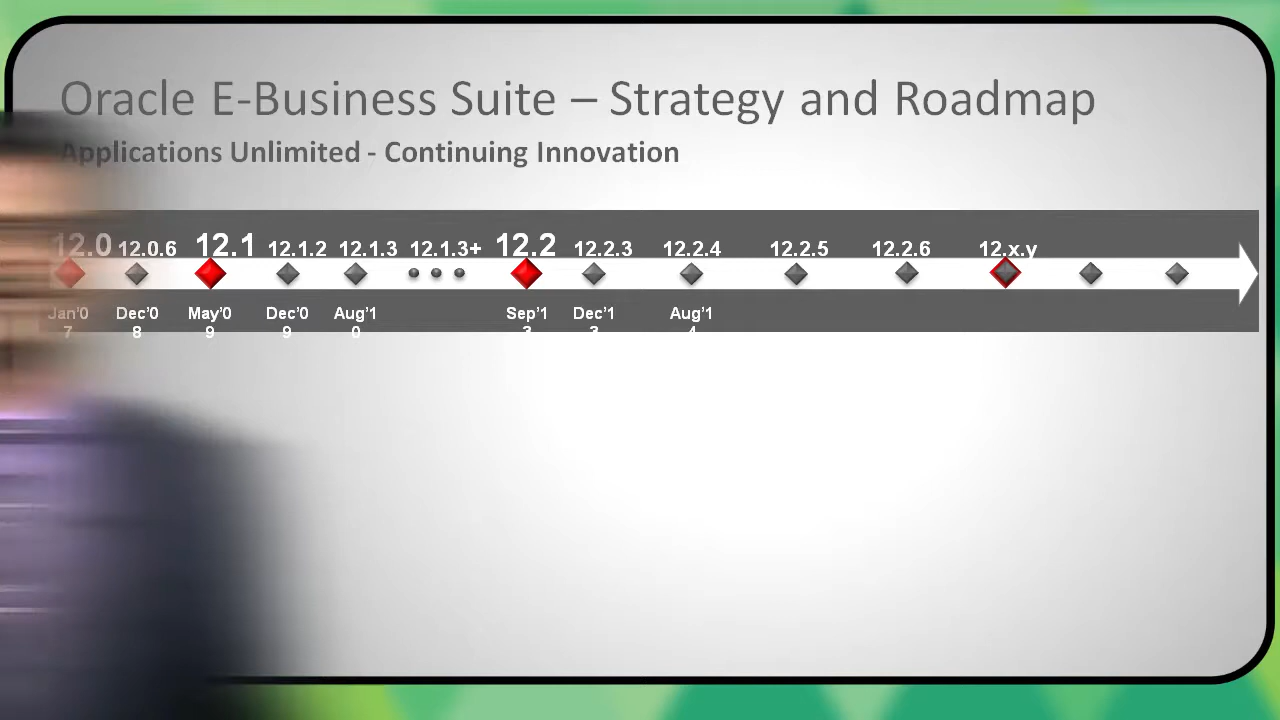 Oracle E-Business Suite – Strategy and Roadmap
Applications Unlimited - Continuing Innovation
12.0 12.0.6 12.1 12.1.2 12.1.3 12.1.3+ 12.2 12.2.3 12.2.4 12.2.5 12.2.6 12.x.y
Jan'0 Dec'0 May'0 Dec'0 Aug'1 Sep'1 Dec'1 Aug'1
7 8 9 9 0 3 3 4